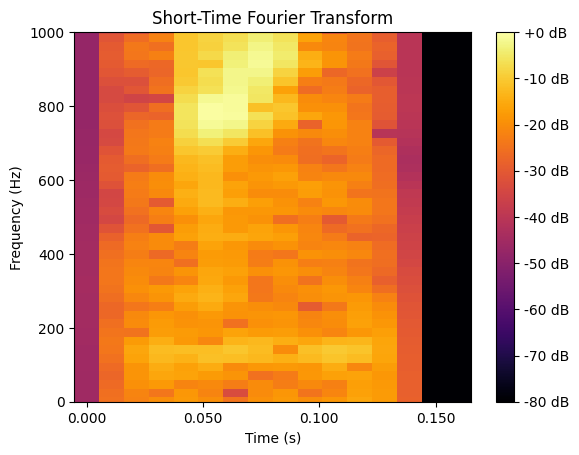 Short-Time Fourier Transform
Frequency (Hz)
1000
800
600
400
200
0
0.000
0.050
0.100
0.150
Time (s)
+0 dB
-10 dB
-20 dB
-30 dB
-40 dB
-50 dB
-60 dB
-70 dB
-80 dB